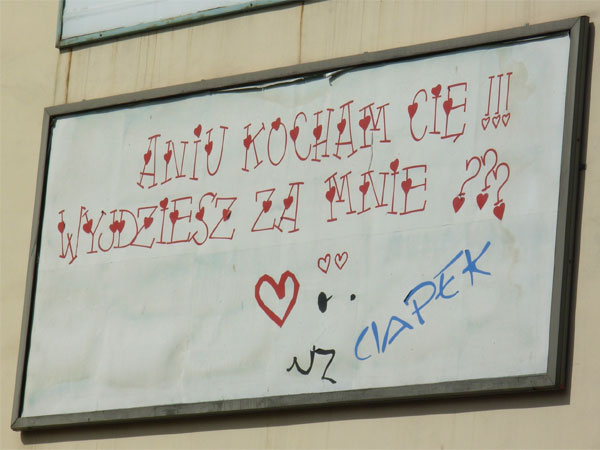 ANIU KOCHAM CIĘ !!!
WYJDZIESZ ZA MNIE ???
CIAPEK